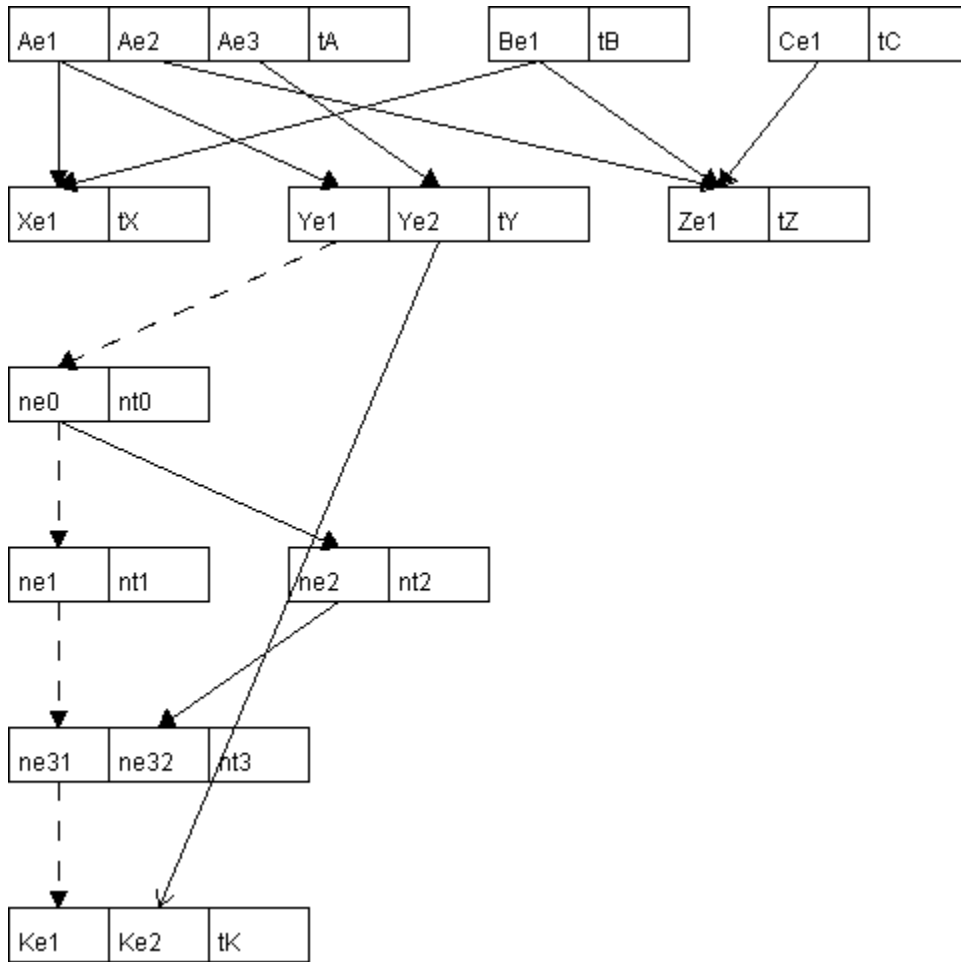 Ae1 Ae2 Ae3 tA Be1 tB Ce1 tC
Xe1 tX Ye1 Ye2 tY Ze1 tZ
ne0 nt0
ne1 nt1 ne2 nt2
ne31 ne32 nt3
Ke1 Ke2 tK